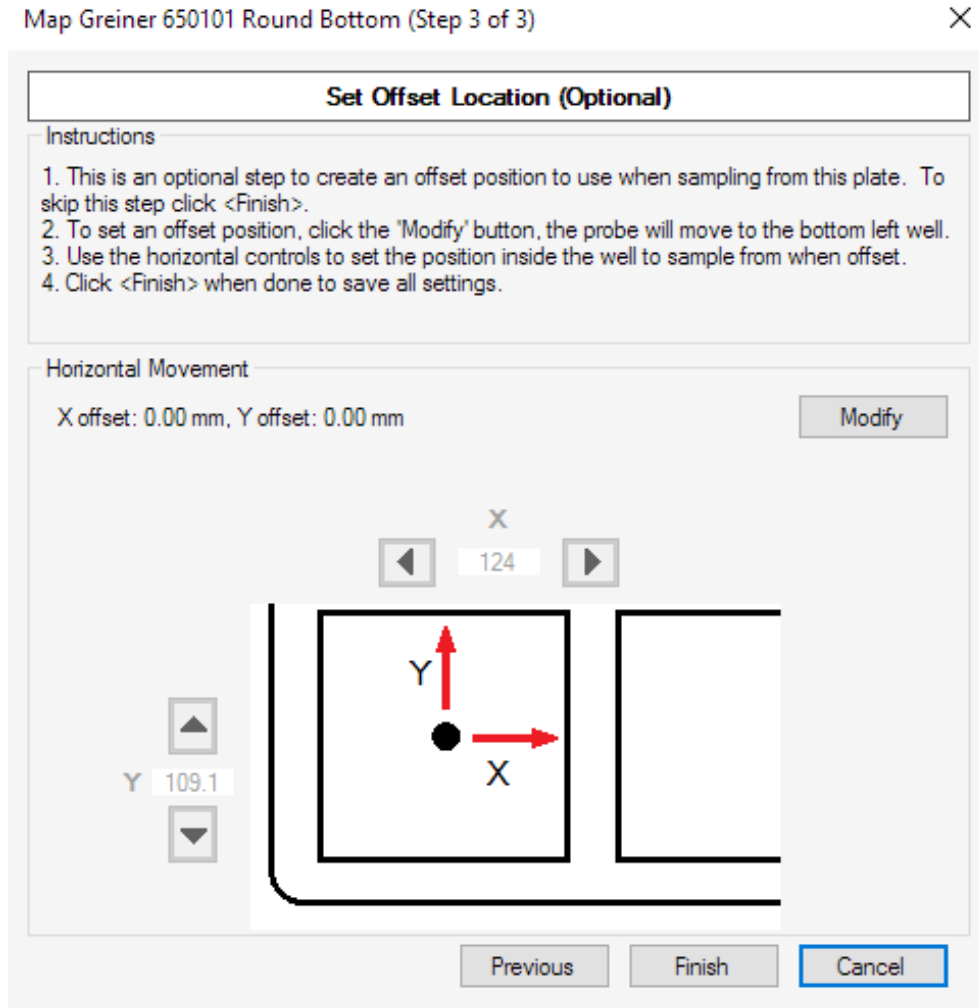 Map Greiner 650101 Round Bottom (Step 3 of 3)
Set Offset Location (Optional)
Instructions
1. This is an optional step to create an offset position to use when sampling from this plate. To
skip this step click <Finish>.
2. To set an offset position, click the 'Modify' button, the probe will move to the bottom left well.
3. Use the horizontal controls to set the position inside the well to sample from when offset.
4. Click <Finish> when done to save all settings.
Horizontal Movement
X offset: 0.00 mm, Y offset: 0.00 mm
Modify
X
124
Y
X
Y 109.1
Previous
Finish
Cancel